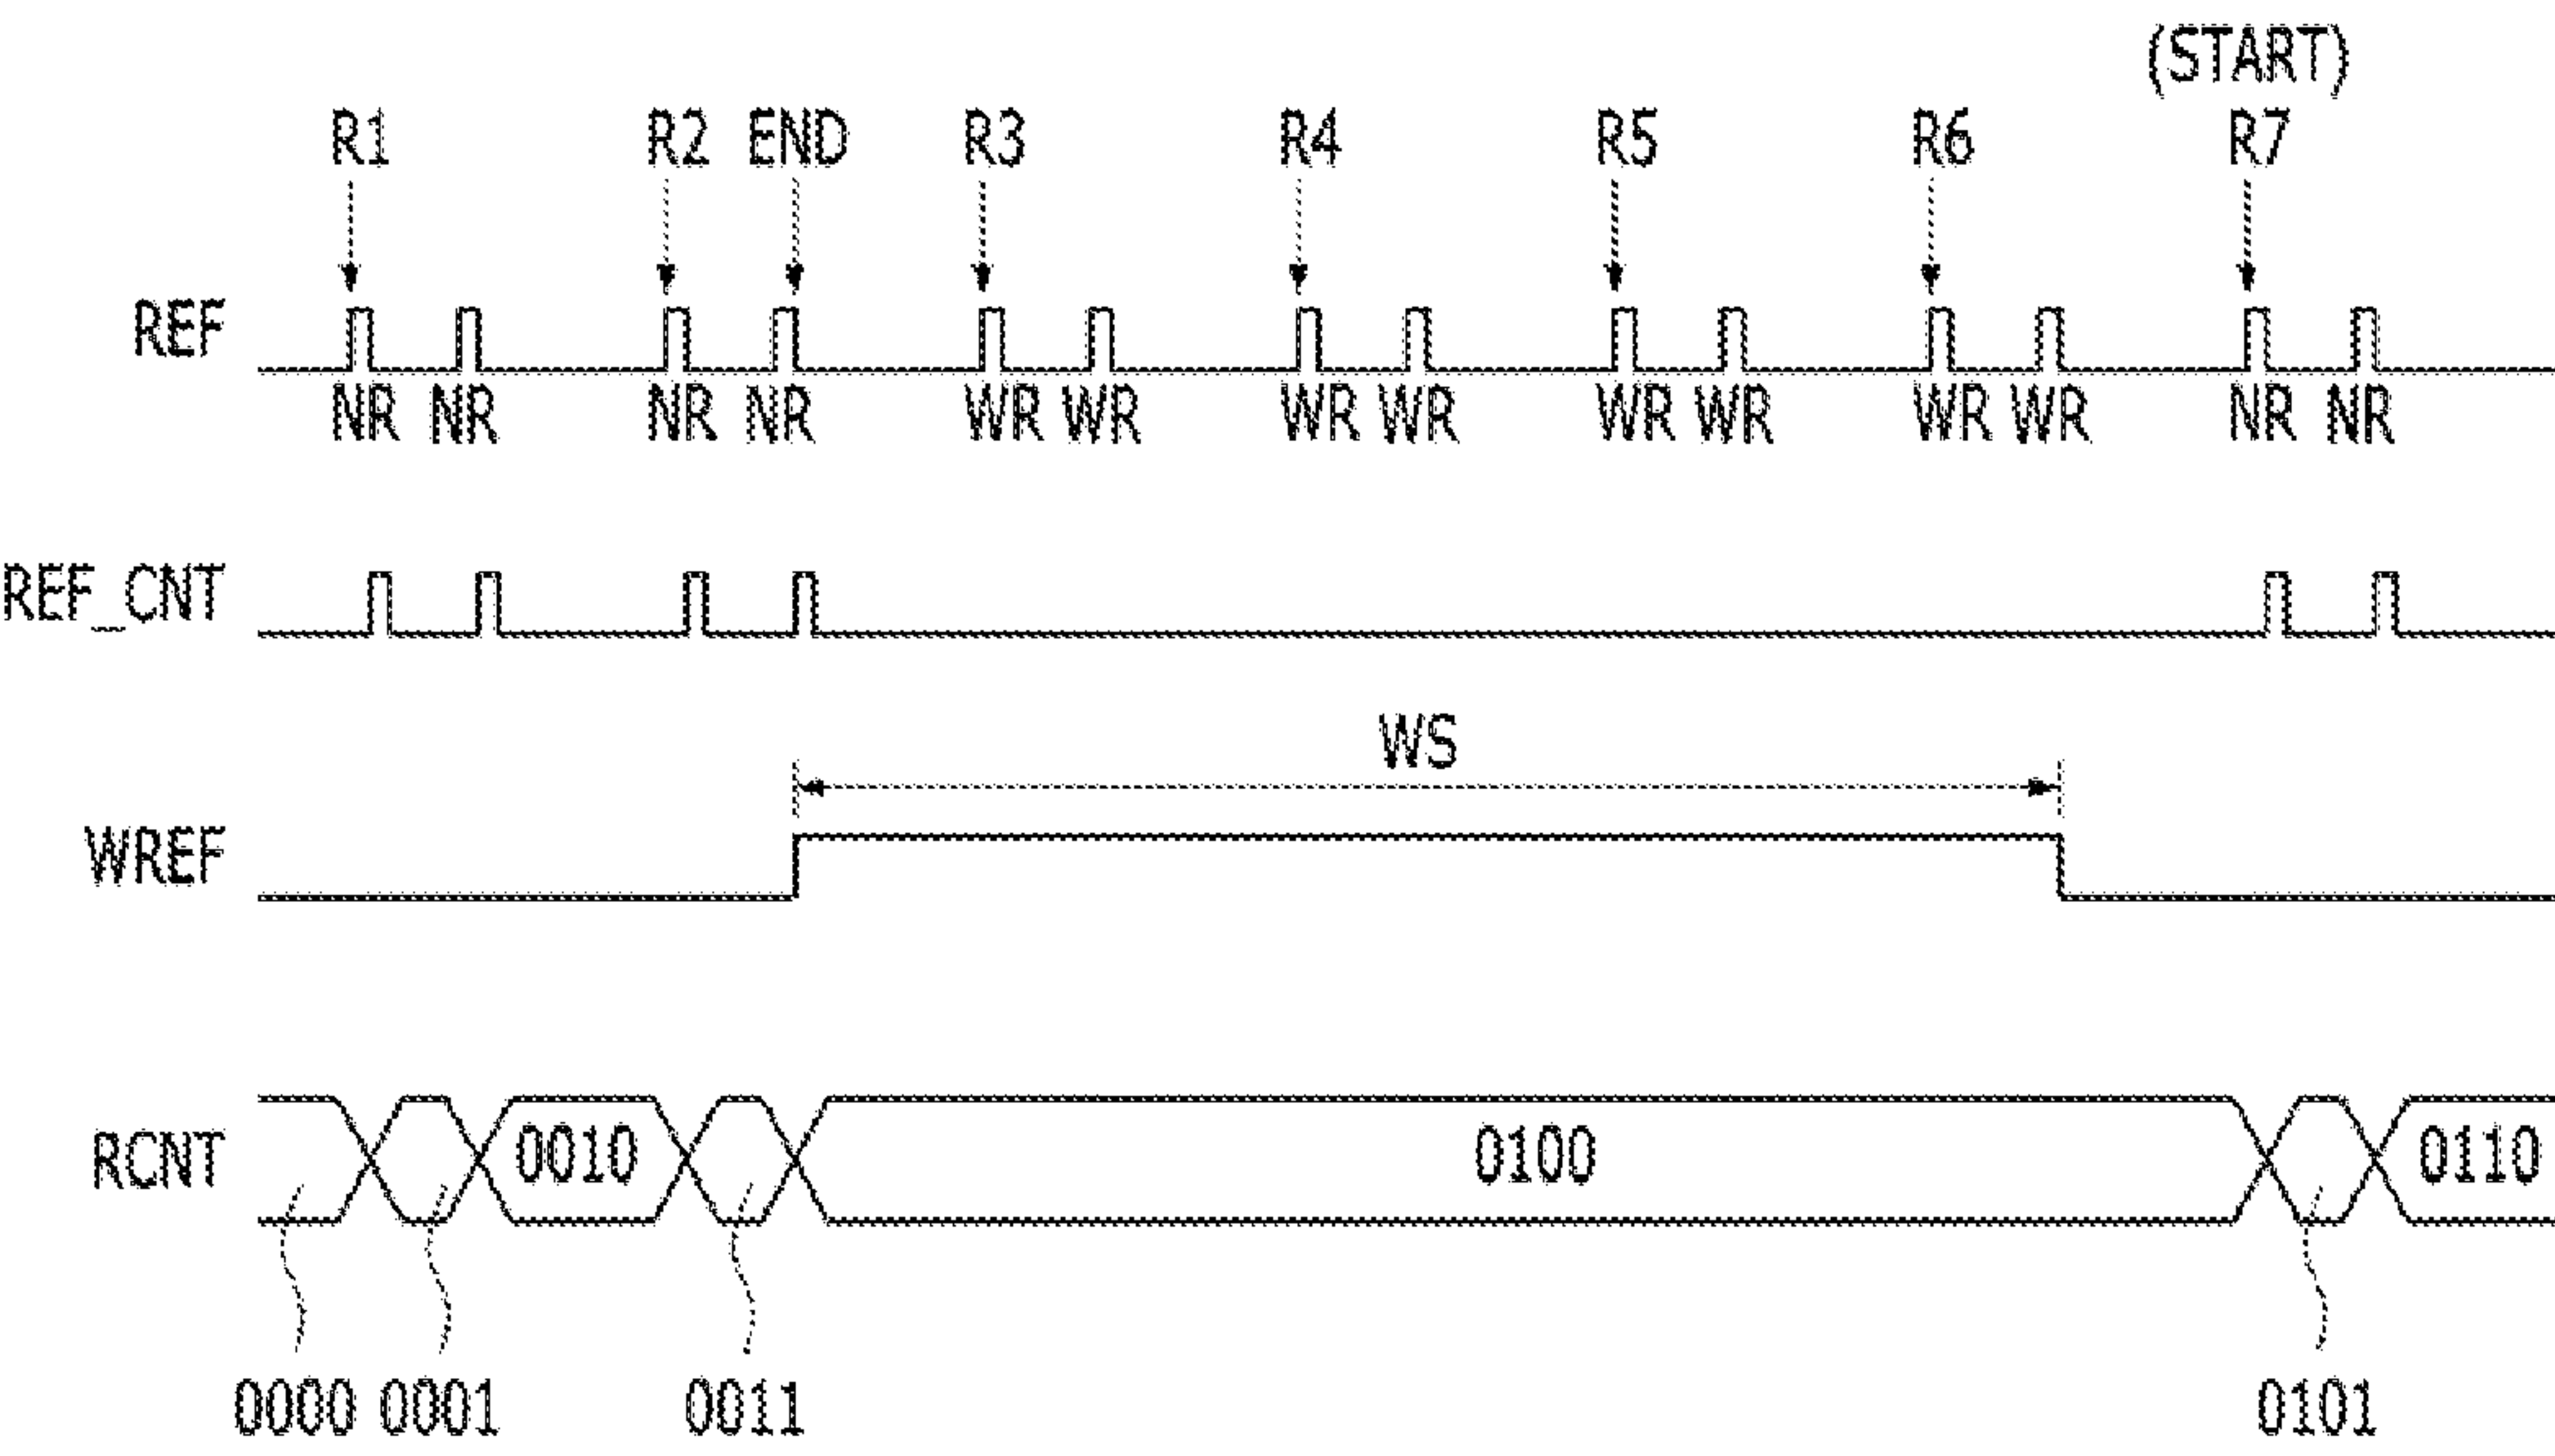 (START)
R1 R2 END R3 R4 R5 R6 R7
REF
NR NR NR NR WR WR WR WR WR WR WR WR NR NR
REF_CNT
WS
WREF
RCNT 0010 0100 0110
0000 0001 0011 0101